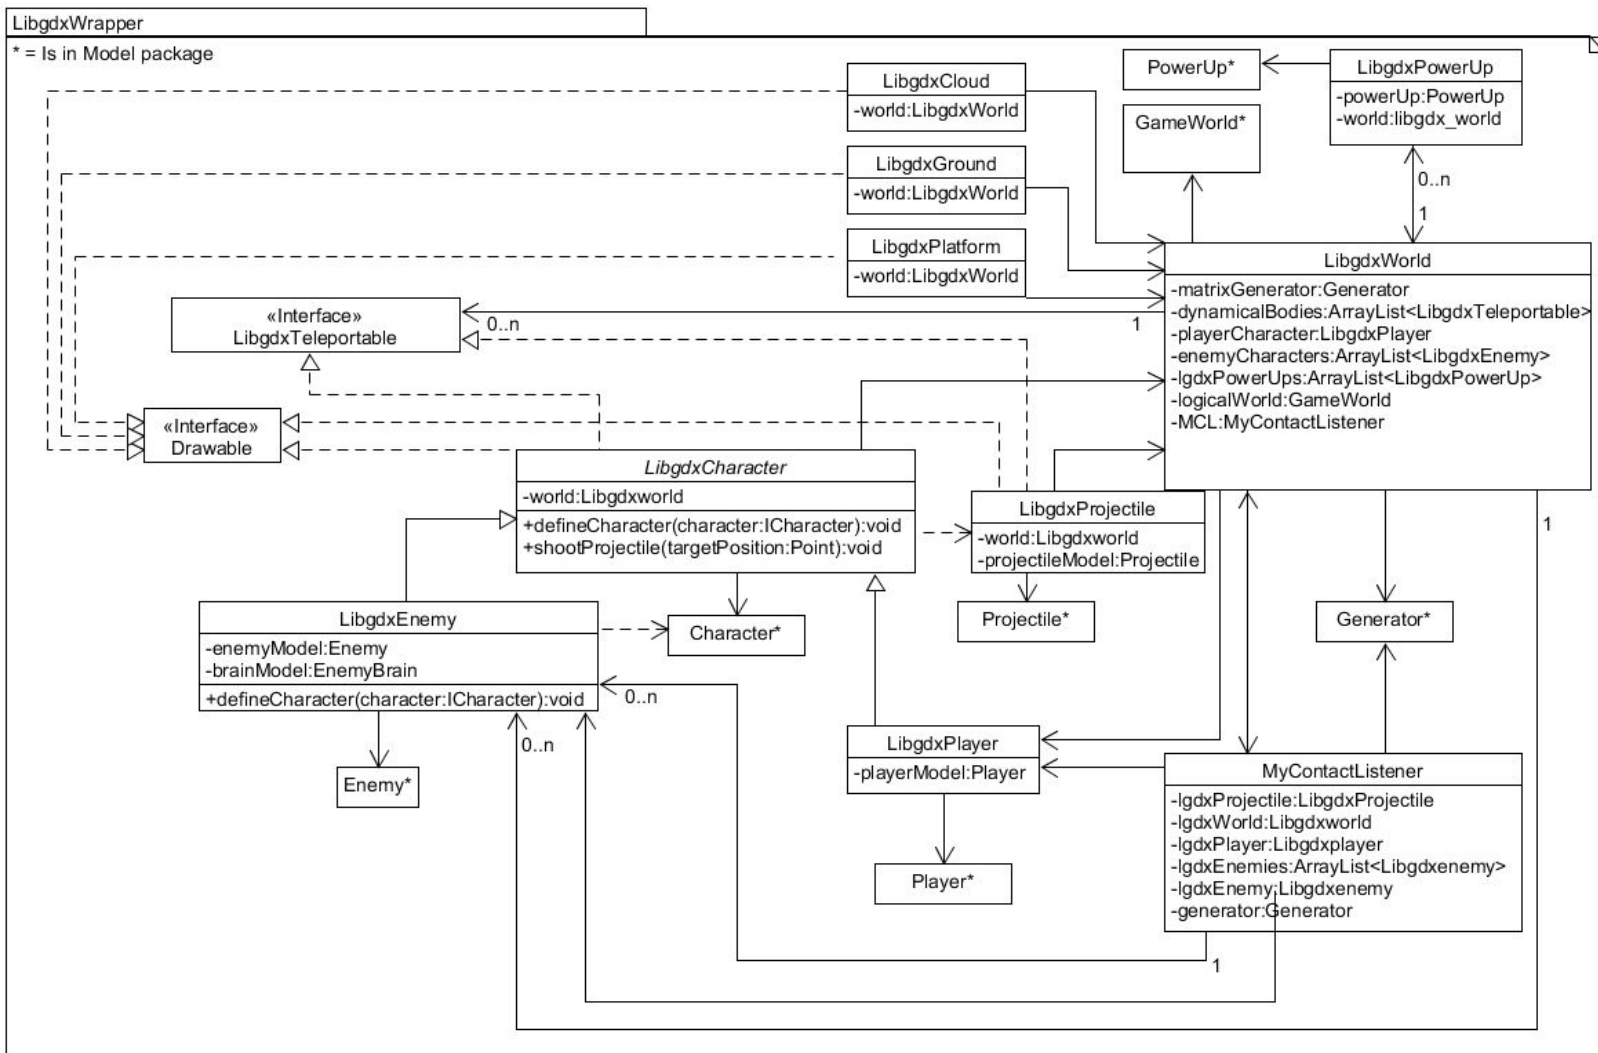 LibgdxWrapper
* = Is in Model package
LibgdxCloud
-world:LibgdxWorld
PowerUp*
LibgdxPowerUp
-powerUp:PowerUp
-world:libgdx_world
GameWorld*
LibgdxGround
-world:LibgdxWorld
0..n
1
LibgdxPlatform
-world:LibgdxWorld
LibgdxWorld
-matrixGenerator:Generator
-dynamicalBodies:ArrayList<LibgdxTeleportable>
-playerCharacter:LibgdxPlayer
-enemyCharacters:ArrayList<LibgdxEnemy>
-lgdxPowerUps:ArrayList<LibgdxPowerUp>
-logicalWorld:GameWorld
-MCL:MyContactListener
«Interface»
LibgdxTeleportable
0..n
1
«Interface»
Drawable
LibgdxCharacter
-world:Libgdxworld
+defineCharacter(character:ICharacter):void
+shootProjectile(targetPosition:Point):void
LibgdxProjectile
-world:Libgdxworld
-projectileModel:Projectile
1
LibgdxEnemy
-enemyModel:Enemy
-brainModel:EnemyBrain
+defineCharacter(character:ICharacter):void
Character*
Projectile*
Generator*
0..n
0..n
Enemy*
LibgdxPlayer
-playerModel:Player
Player*
MyContactListener
-lgdxProjectile:LibgdxProjectile
-lgdxWorld:Libgdxworld
-lgdxPlayer:Libgdxplayer
-lgdxEnemies:ArrayList<Libgdxenemy>
-lgdxEnemy:Libgdxenemy
-generator:Generator
1